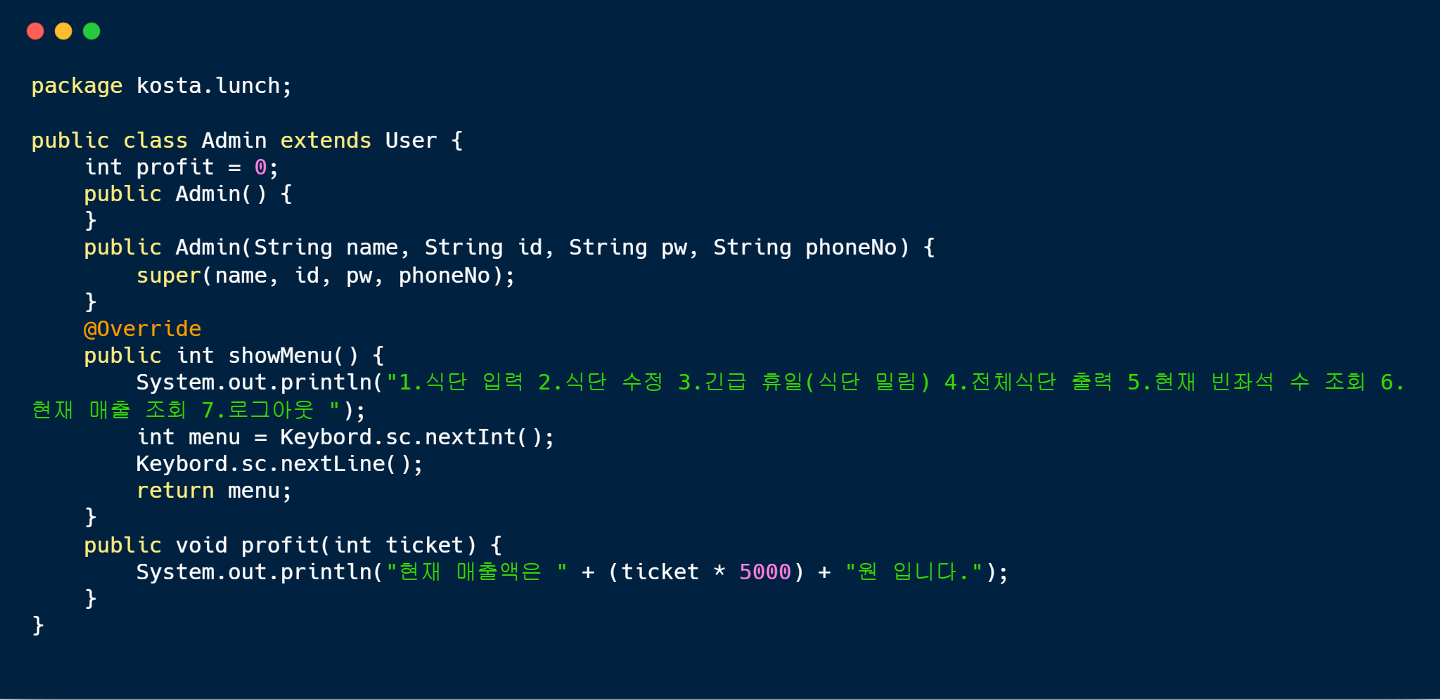 package kosta.lunch;

public class Admin extends User {
    int profit = 0;
    public Admin() {
    }
    public Admin(String name, String id, String pw, String phoneNo) {
        super(name, id, pw, phoneNo);
    }
    @Override
    public int showMenu() {
        System.out.println("1.식단 입력 2.식단 수정 3.긴급 휴일(식단 밀림) 4.전체식단 출력 5.현재 빈좌석 수 조회 6.
현재 매출 조회 7.로그아웃 ");
        int menu = Keybord.sc.nextInt();
        Keybord.sc.nextLine();
        return menu;
    }
    public void profit(int ticket) {
        System.out.println("현재 매출액은 " + (ticket * 5000) + "원 입니다.");
    }
}